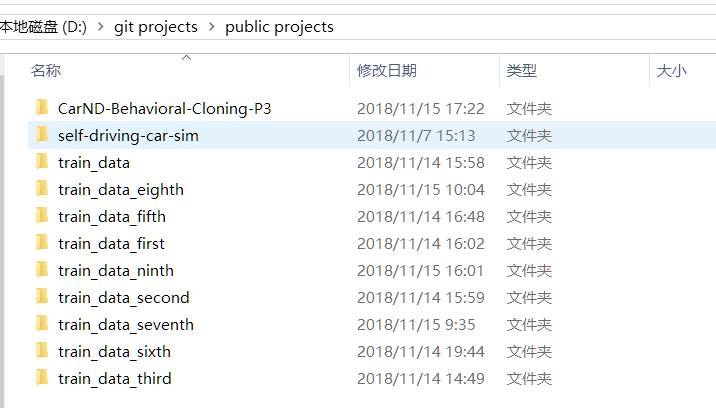 本地磁盘 (D:) > git projects > public projects
名称 修改日期 类型 大小
CarND-Behavioral-Cloning-P3 2018/11/15 17:22 文件夹
self-driving-car-sim 2018/11/7 15:13 文件夹
train_data 2018/11/14 15:58 文件夹
train_data_eighth 2018/11/15 10:04 文件夹
train_data_fifth 2018/11/14 16:48 文件夹
train_data_first 2018/11/14 16:02 文件夹
train_data_ninth 2018/11/15 16:01 文件夹
train_data_second 2018/11/14 15:59 文件夹
train_data_seventh 2018/11/15 9:35 文件夹
train_data_sixth 2018/11/14 19:44 文件夹
train_data_third 2018/11/14 14:49 文件夹